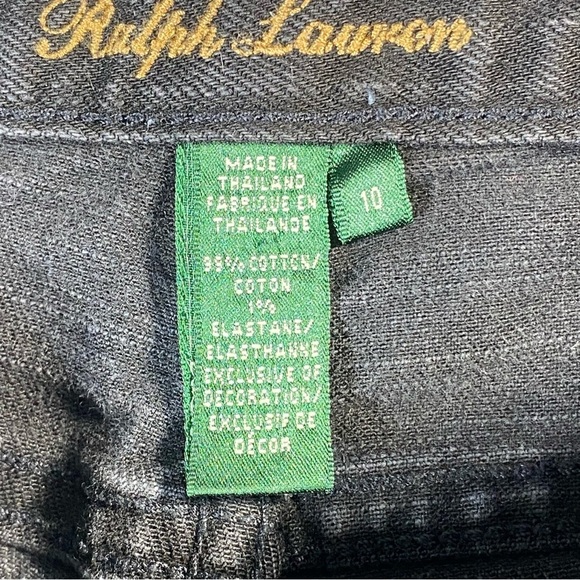 Ralph Lauren
MADE IN
THAILAND
FABRIQUE EN
THAILANDE
10
99% COTTON/
COTON
1%
ELASTANE/
ELASTHANNE
EXCLUSIVE OF
DECORATION/
EXCLUSIF DE
DÉCOR